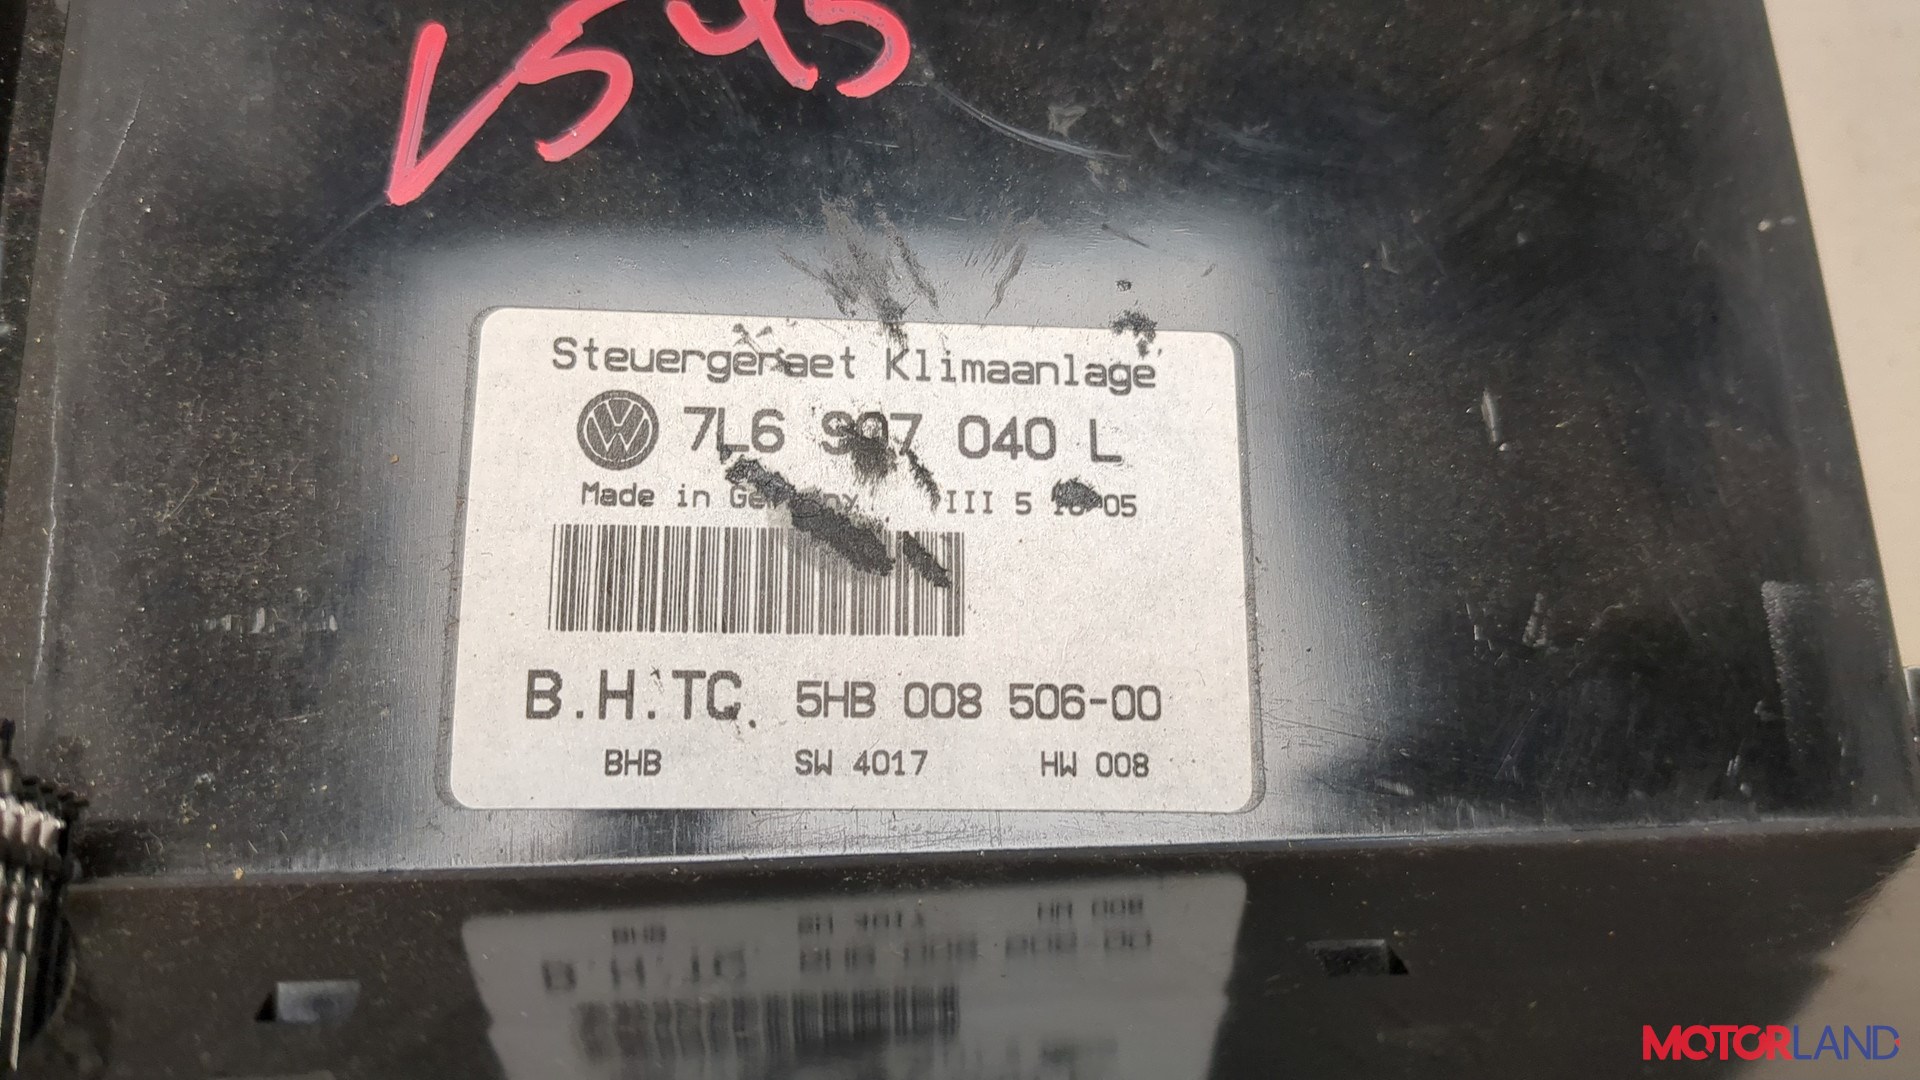 Steuergeraet Klimaanlage
7L6 907 040 L
Made in Germany III 5 05
B.H.TC. 5HB 008 506-00
BHB SW 4017 HW 008
MOTORLAND